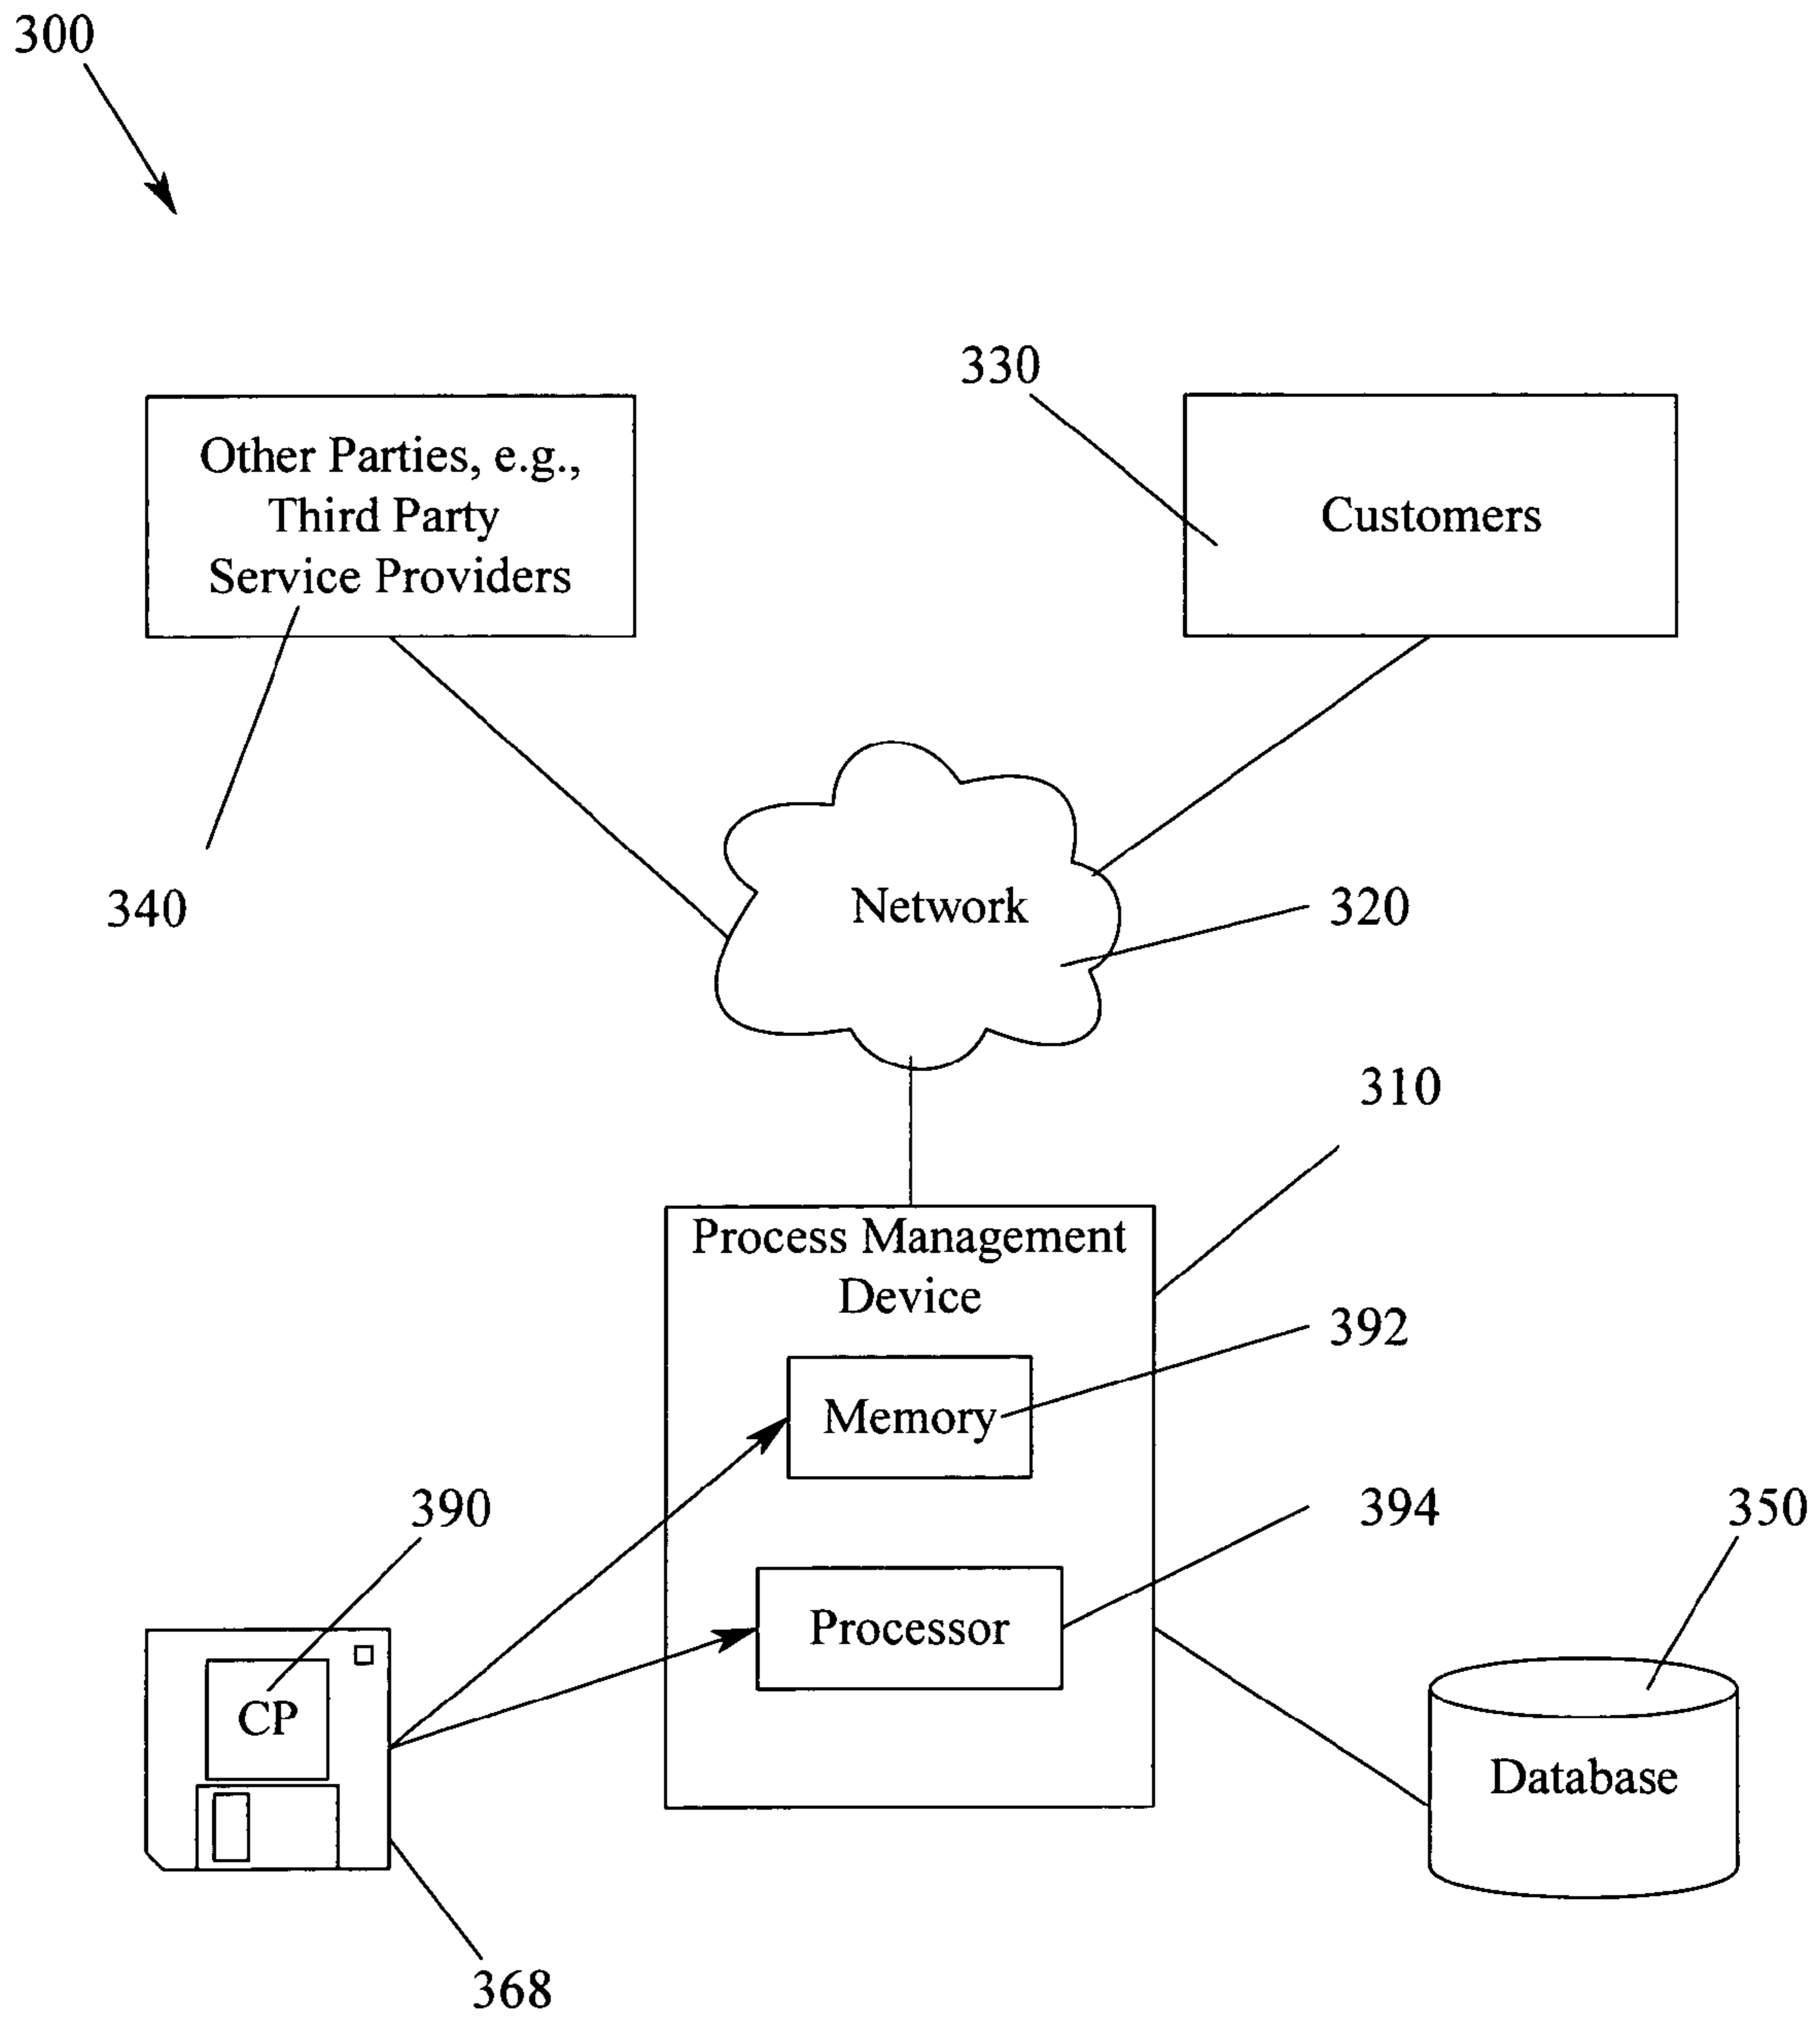 300
330
Other Parties, e.g.,
Third Party
Service Providers
Customers
340
Network
320
310
Process Management
Device
392
Memory
390
394
350
Processor
CP
Database
368